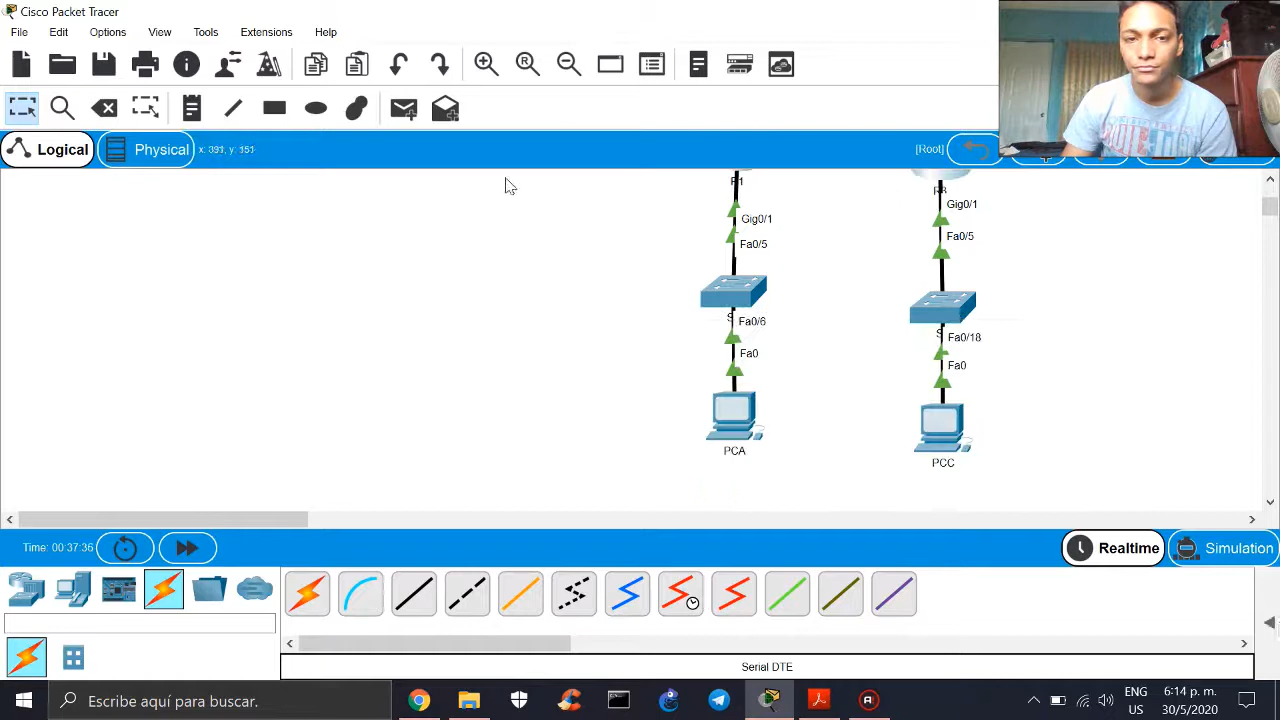 Cisco Packet Tracer
File Edit Options View Tools Extensions Help
Logical Physical x: 391, y: 151 [Root]
R1
Gig0/1
Gig0/1
Fa0/5
Fa0/5
Fa0/6
Fa0/18
Fa0
Fa0
PCA
PCC
Time: 00:37:36 Realtime Simulation
Serial DTE
Escribe aquí para buscar.
ENG 6:14 p. m.
US 30/5/2020